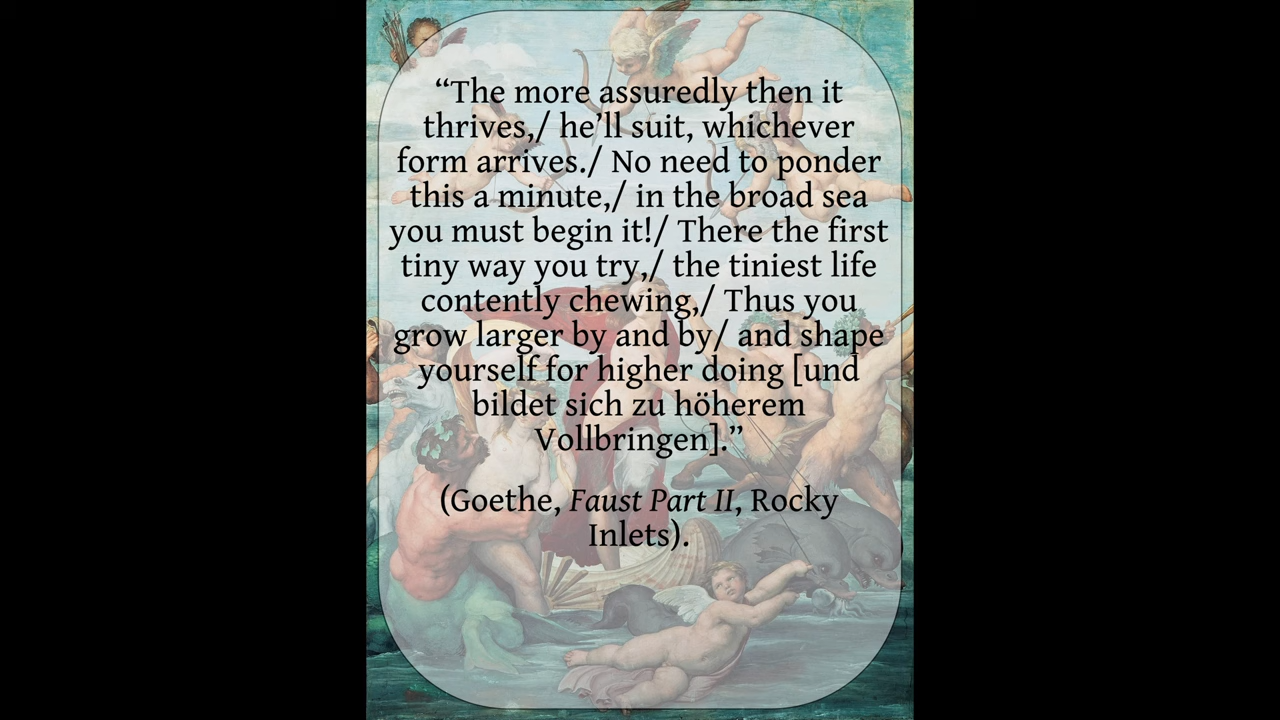 “The more assuredly then it
thrives,/ he’ll suit, whichever
form arrives./ No need to ponder
this a minute,/ in the broad sea
you must begin it!/ There the first
tiny way you try,/ the tiniest life
contently chewing,/ Thus you
grow larger by and by/ and shape
yourself for higher doing [und
bildet sich zu höherem
Vollbringen].”
(Goethe, Faust Part II, Rocky
Inlets).